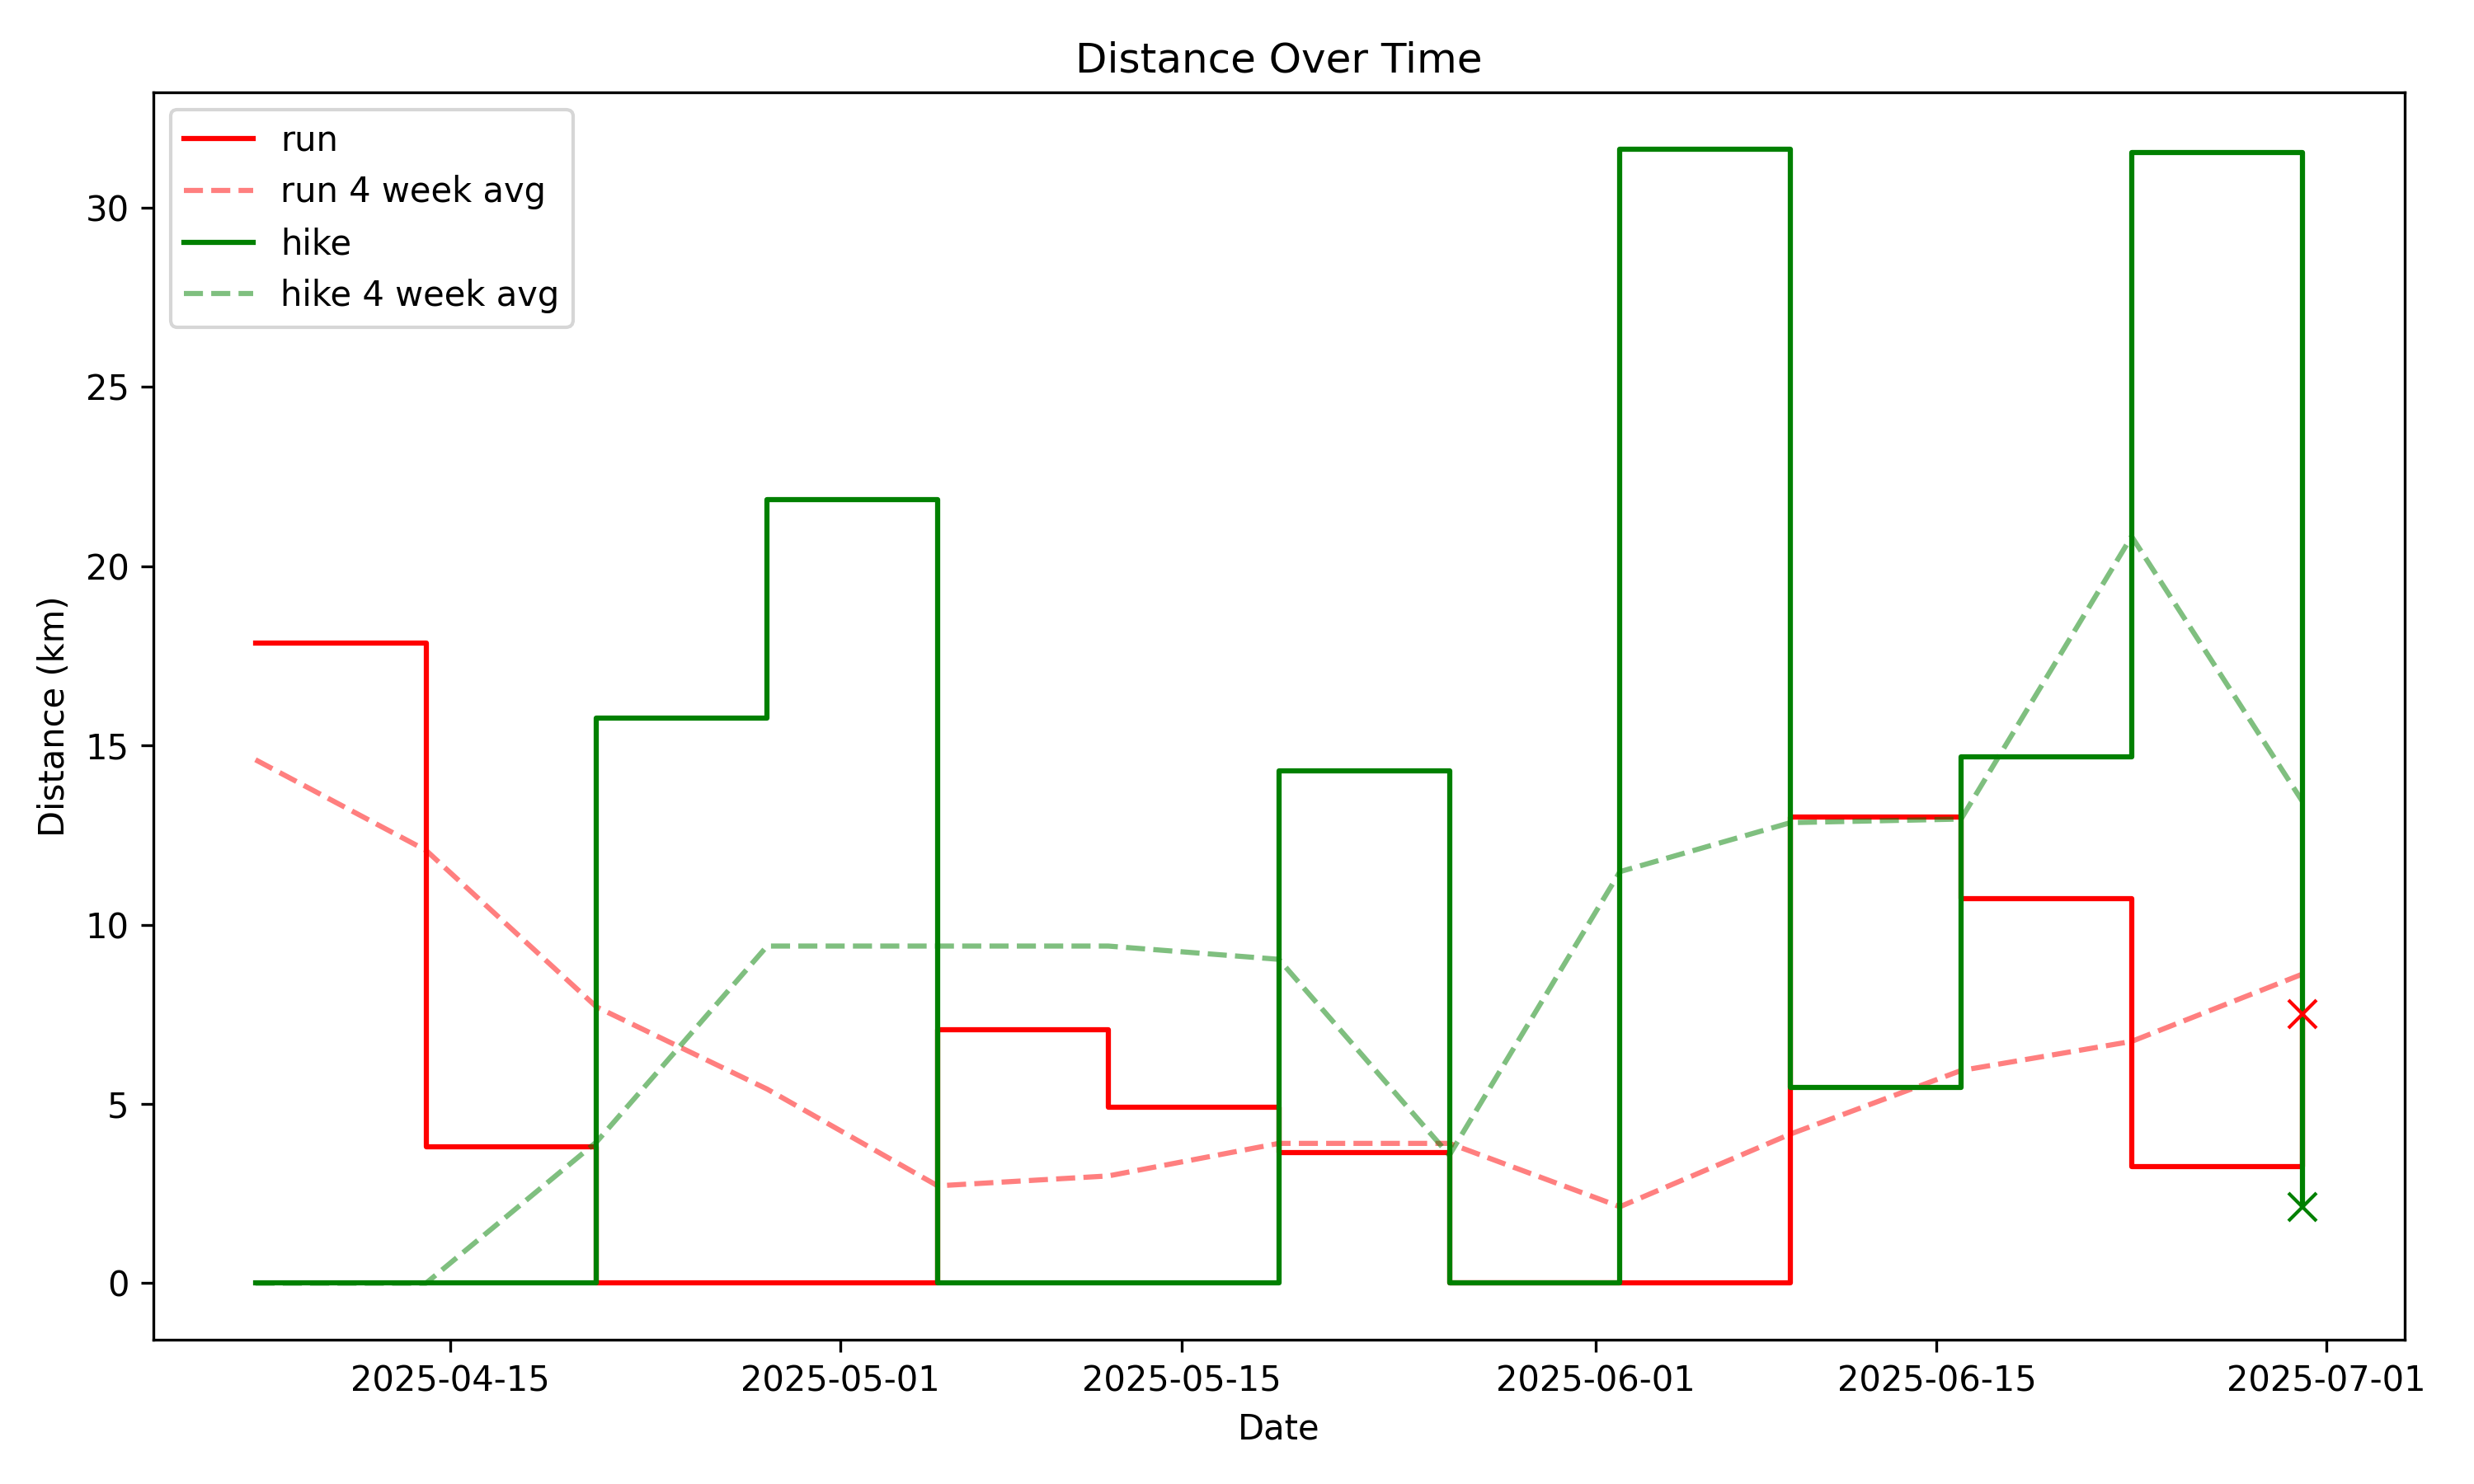 Distance Over Time
run
run 4 week avg
hike
hike 4 week avg
30
25
20
15
10
5
0
Distance (km)
2025-04-15
2025-05-01
2025-05-15
2025-06-01
2025-06-15
2025-07-01
Date